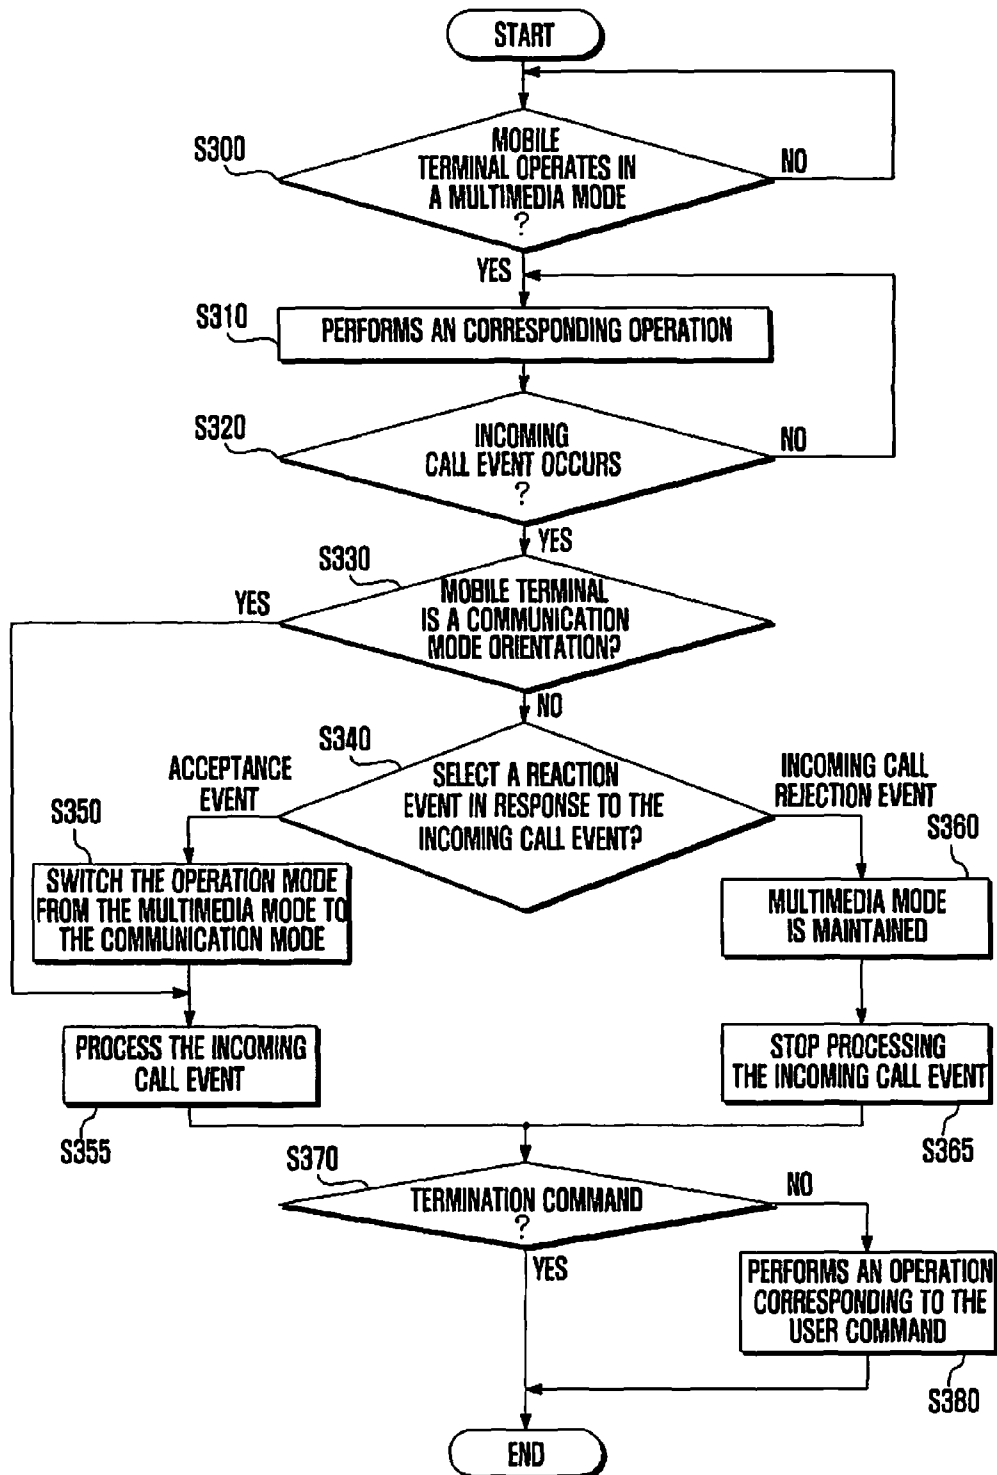 START
S300
MOBILE
TERMINAL OPERATES IN
A MULTIMEDIA MODE
?
NO
YES
S310
PERFORMS AN CORRESPONDING OPERATION
S320
INCOMING
CALL EVENT OCCURS
?
NO
YES
S330
MOBILE TERMINAL
IS A COMMUNICATION
MODE ORIENTATION?
YES
NO
S340
SELECT A REACTION
EVENT IN RESPONSE TO THE
INCOMING CALL EVENT?
ACCEPTANCE
EVENT
INCOMING CALL
REJECTION EVENT
S350
SWITCH THE OPERATION MODE
FROM THE MULTIMEDIA MODE TO
THE COMMUNICATION MODE
S360
MULTIMEDIA MODE
IS MAINTAINED
PROCESS THE INCOMING
CALL EVENT
S355
STOP PROCESSING
THE INCOMING CALL EVENT
S365
S370
TERMINATION COMMAND
?
NO
YES
PERFORMS AN OPERATION
CORRESPONDING TO THE
USER COMMAND
S380
END